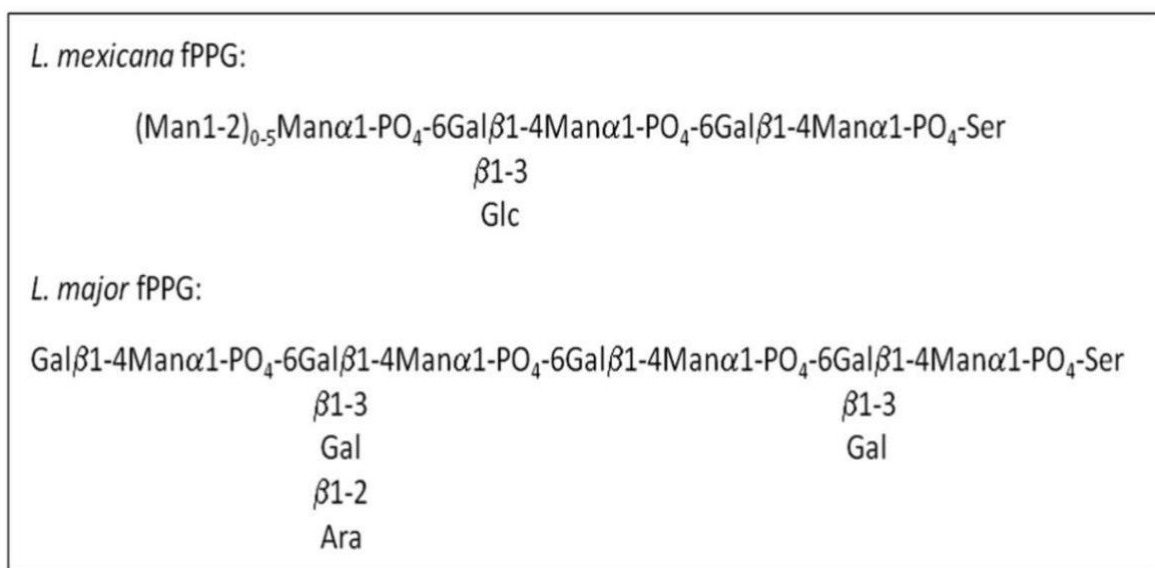 L. mexicana fPPG:
(Man1-2)₀₋₅Manα1-PO₄-6Galβ1-4Manα1-PO₄-6Galβ1-4Manα1-PO₄-Ser
β1-3
Glc
L. major fPPG:
Galβ1-4Manα1-PO₄-6Galβ1-4Manα1-PO₄-6Galβ1-4Manα1-PO₄-6Galβ1-4Manα1-PO₄-Ser
β1-3 β1-3
Gal Gal
β1-2
Ara